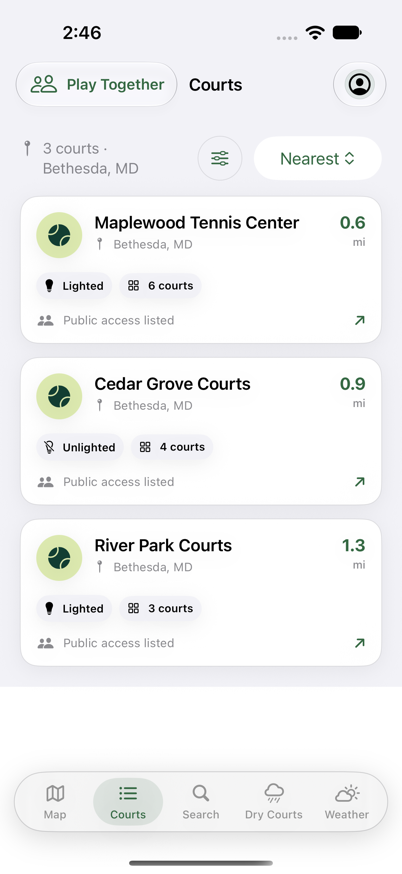 2:46
Play Together
Courts
3 courts ·
Bethesda, MD
Nearest
Maplewood Tennis Center
0.6
Bethesda, MD
mi
Lighted
6 courts
Public access listed
Cedar Grove Courts
0.9
Bethesda, MD
mi
Unlighted
4 courts
Public access listed
River Park Courts
1.3
Bethesda, MD
mi
Lighted
3 courts
Public access listed
Map
Courts
Search
Dry Courts
Weather